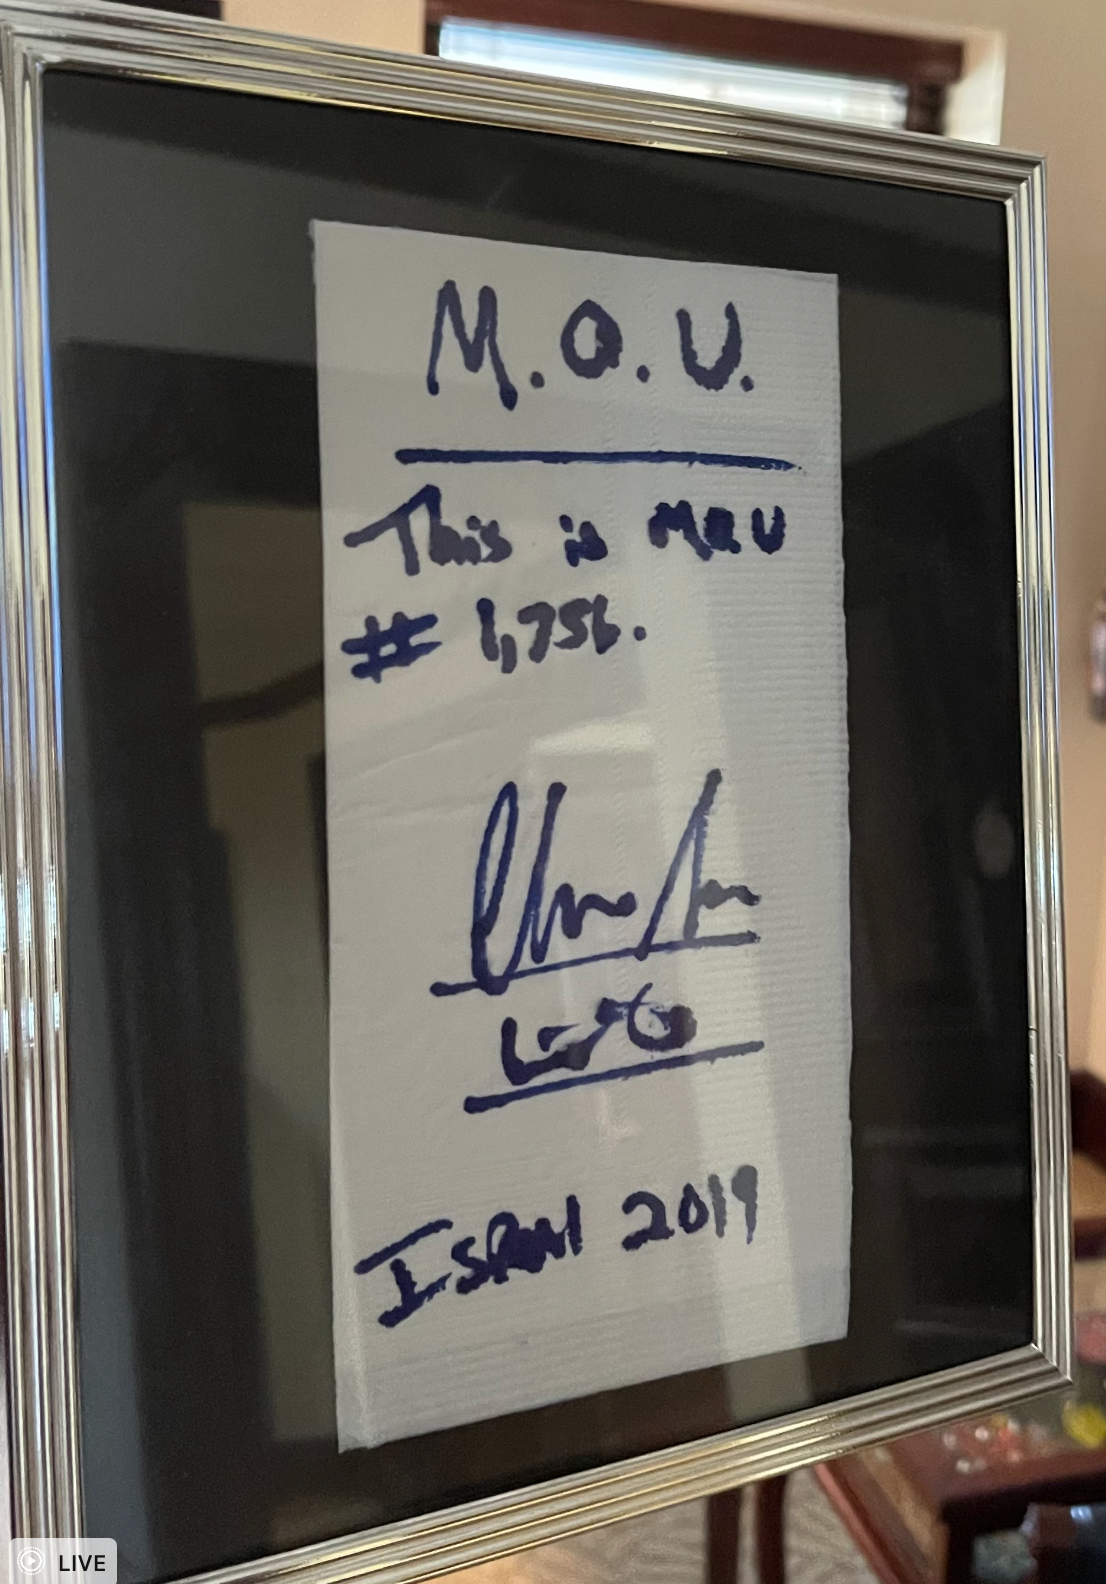 M.O.U.
This is MOU
# 1,756.
Israel 2019
LIVE